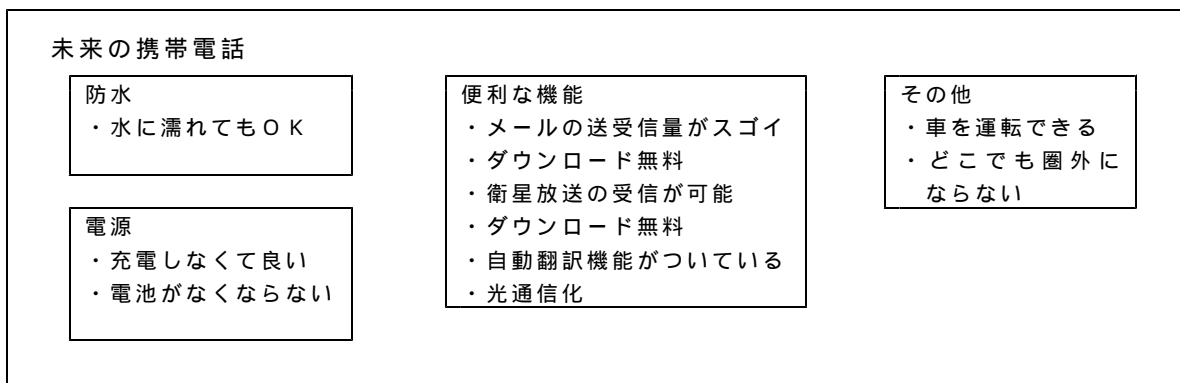 未来の携帯電話
防水
・水に濡れてもＯＫ
電源
・充電しなくて良い
・電池がなくならない
便利な機能
・メールの送受信量がスゴイ
・ダウンロード無料
・衛星放送の受信が可能
・ダウンロード無料
・自動翻訳機能がついている
・光通信化
その他
・車を運転できる
・どこでも圏外に
ならない